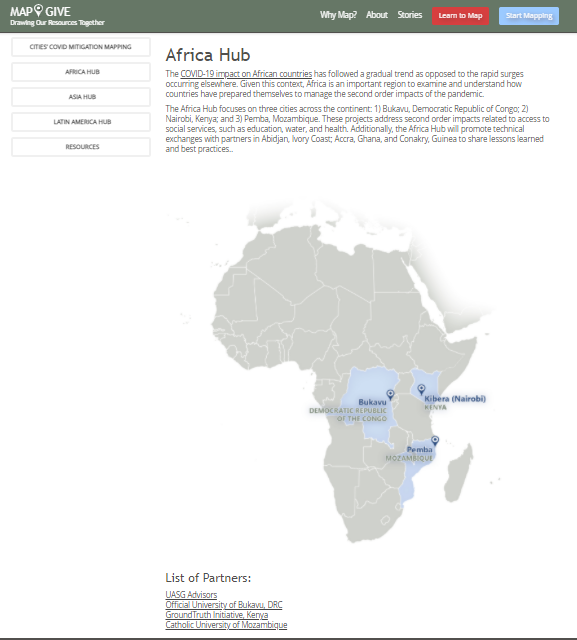 MAP GIVE
Drawing Our Resources Together
Why Map?
About
Stories
Learn to Map
Start Mapping
CITIES' COVID MITIGATION MAPPING
AFRICA HUB
ASIA HUB
LATIN AMERICA HUB
RESOURCES
Africa Hub
The COVID-19 impact on African countries has followed a gradual trend as opposed to the rapid surges
occurring elsewhere. Given this context, Africa is an important region to examine and understand how
countries have prepared themselves to manage the second order impacts of the pandemic.
The Africa Hub focuses on three cities across the continent: 1) Bukavu, Democratic Republic of Congo; 2)
Nairobi, Kenya; and 3) Pemba, Mozambique. These projects address second order impacts related to access to
social services, such as education, water, and health. Additionally, the Africa Hub will promote technical
exchanges with partners in Abidjan, Ivory Coast; Accra, Ghana, and Conakry, Guinea to share lessons learned
and best practices..
Bukavu
DEMOCRATIC REPUBLIC
OF THE CONGO
Kibera (Nairobi)
KENYA
Pemba
MOZAMBIQUE
List of Partners:
UASG Advisors
Official University of Bukavu, DRC
GroundTruth Initiative, Kenya
Catholic University of Mozambique